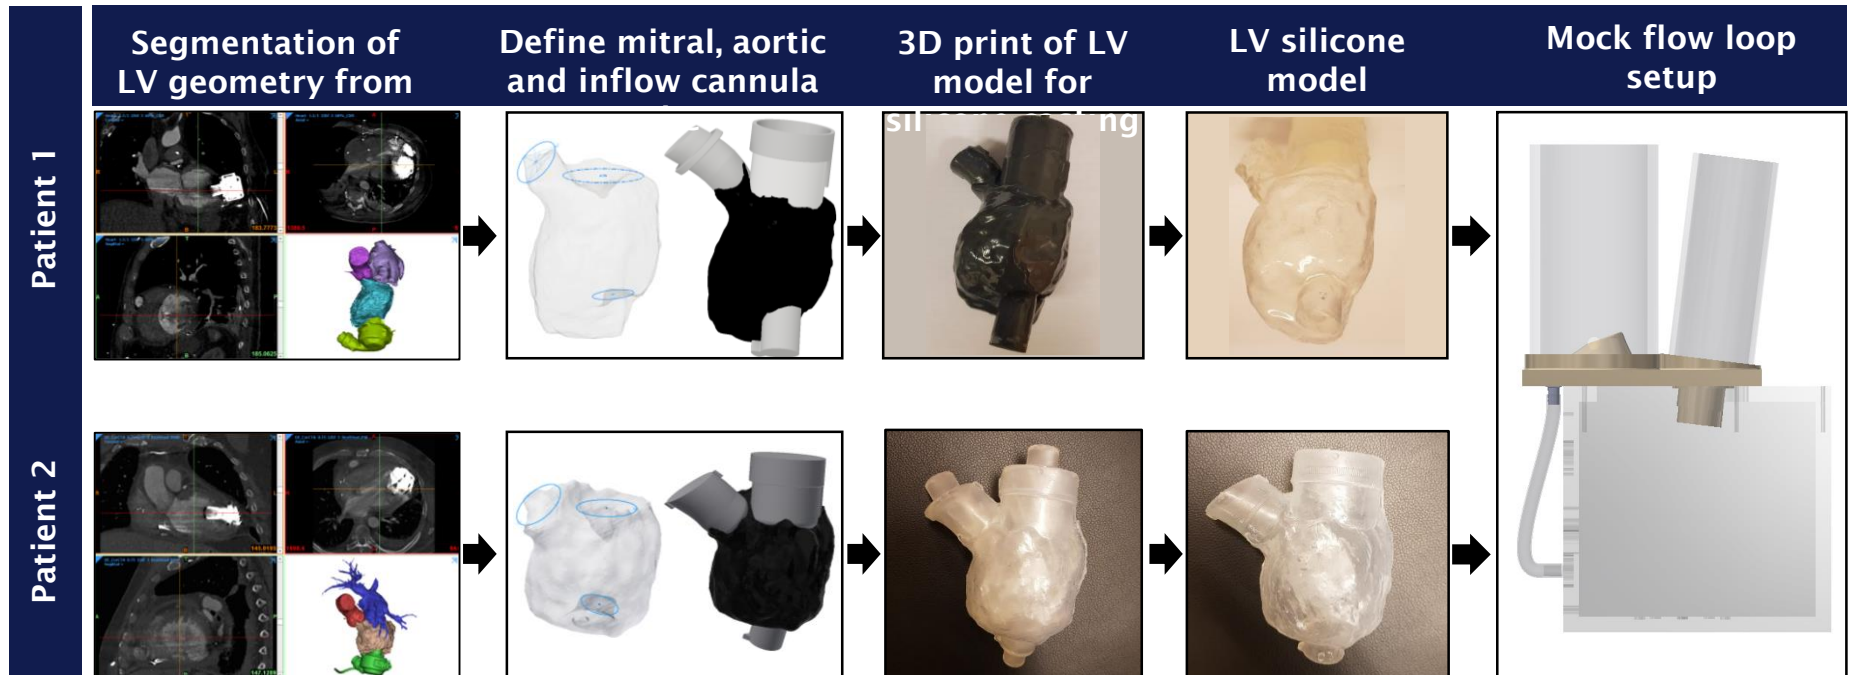 Segmentation of
LV geometry from
Define mitral, aortic
and inflow cannula
3D print of LV
model for
LV silicone
model
Mock flow loop
setup
Patient 1
Patient 2